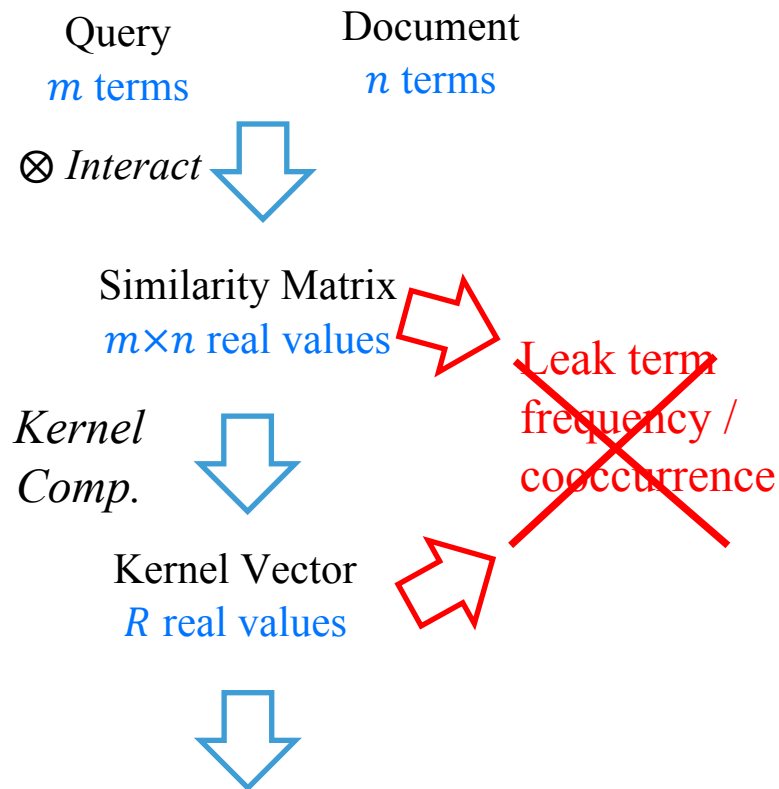 Query
Document
m terms
n terms
⊗ Interact
Similarity Matrix
m×n real values
Leak term
frequency /
cooccurrence
Kernel
Comp.
Kernel Vector
R real values